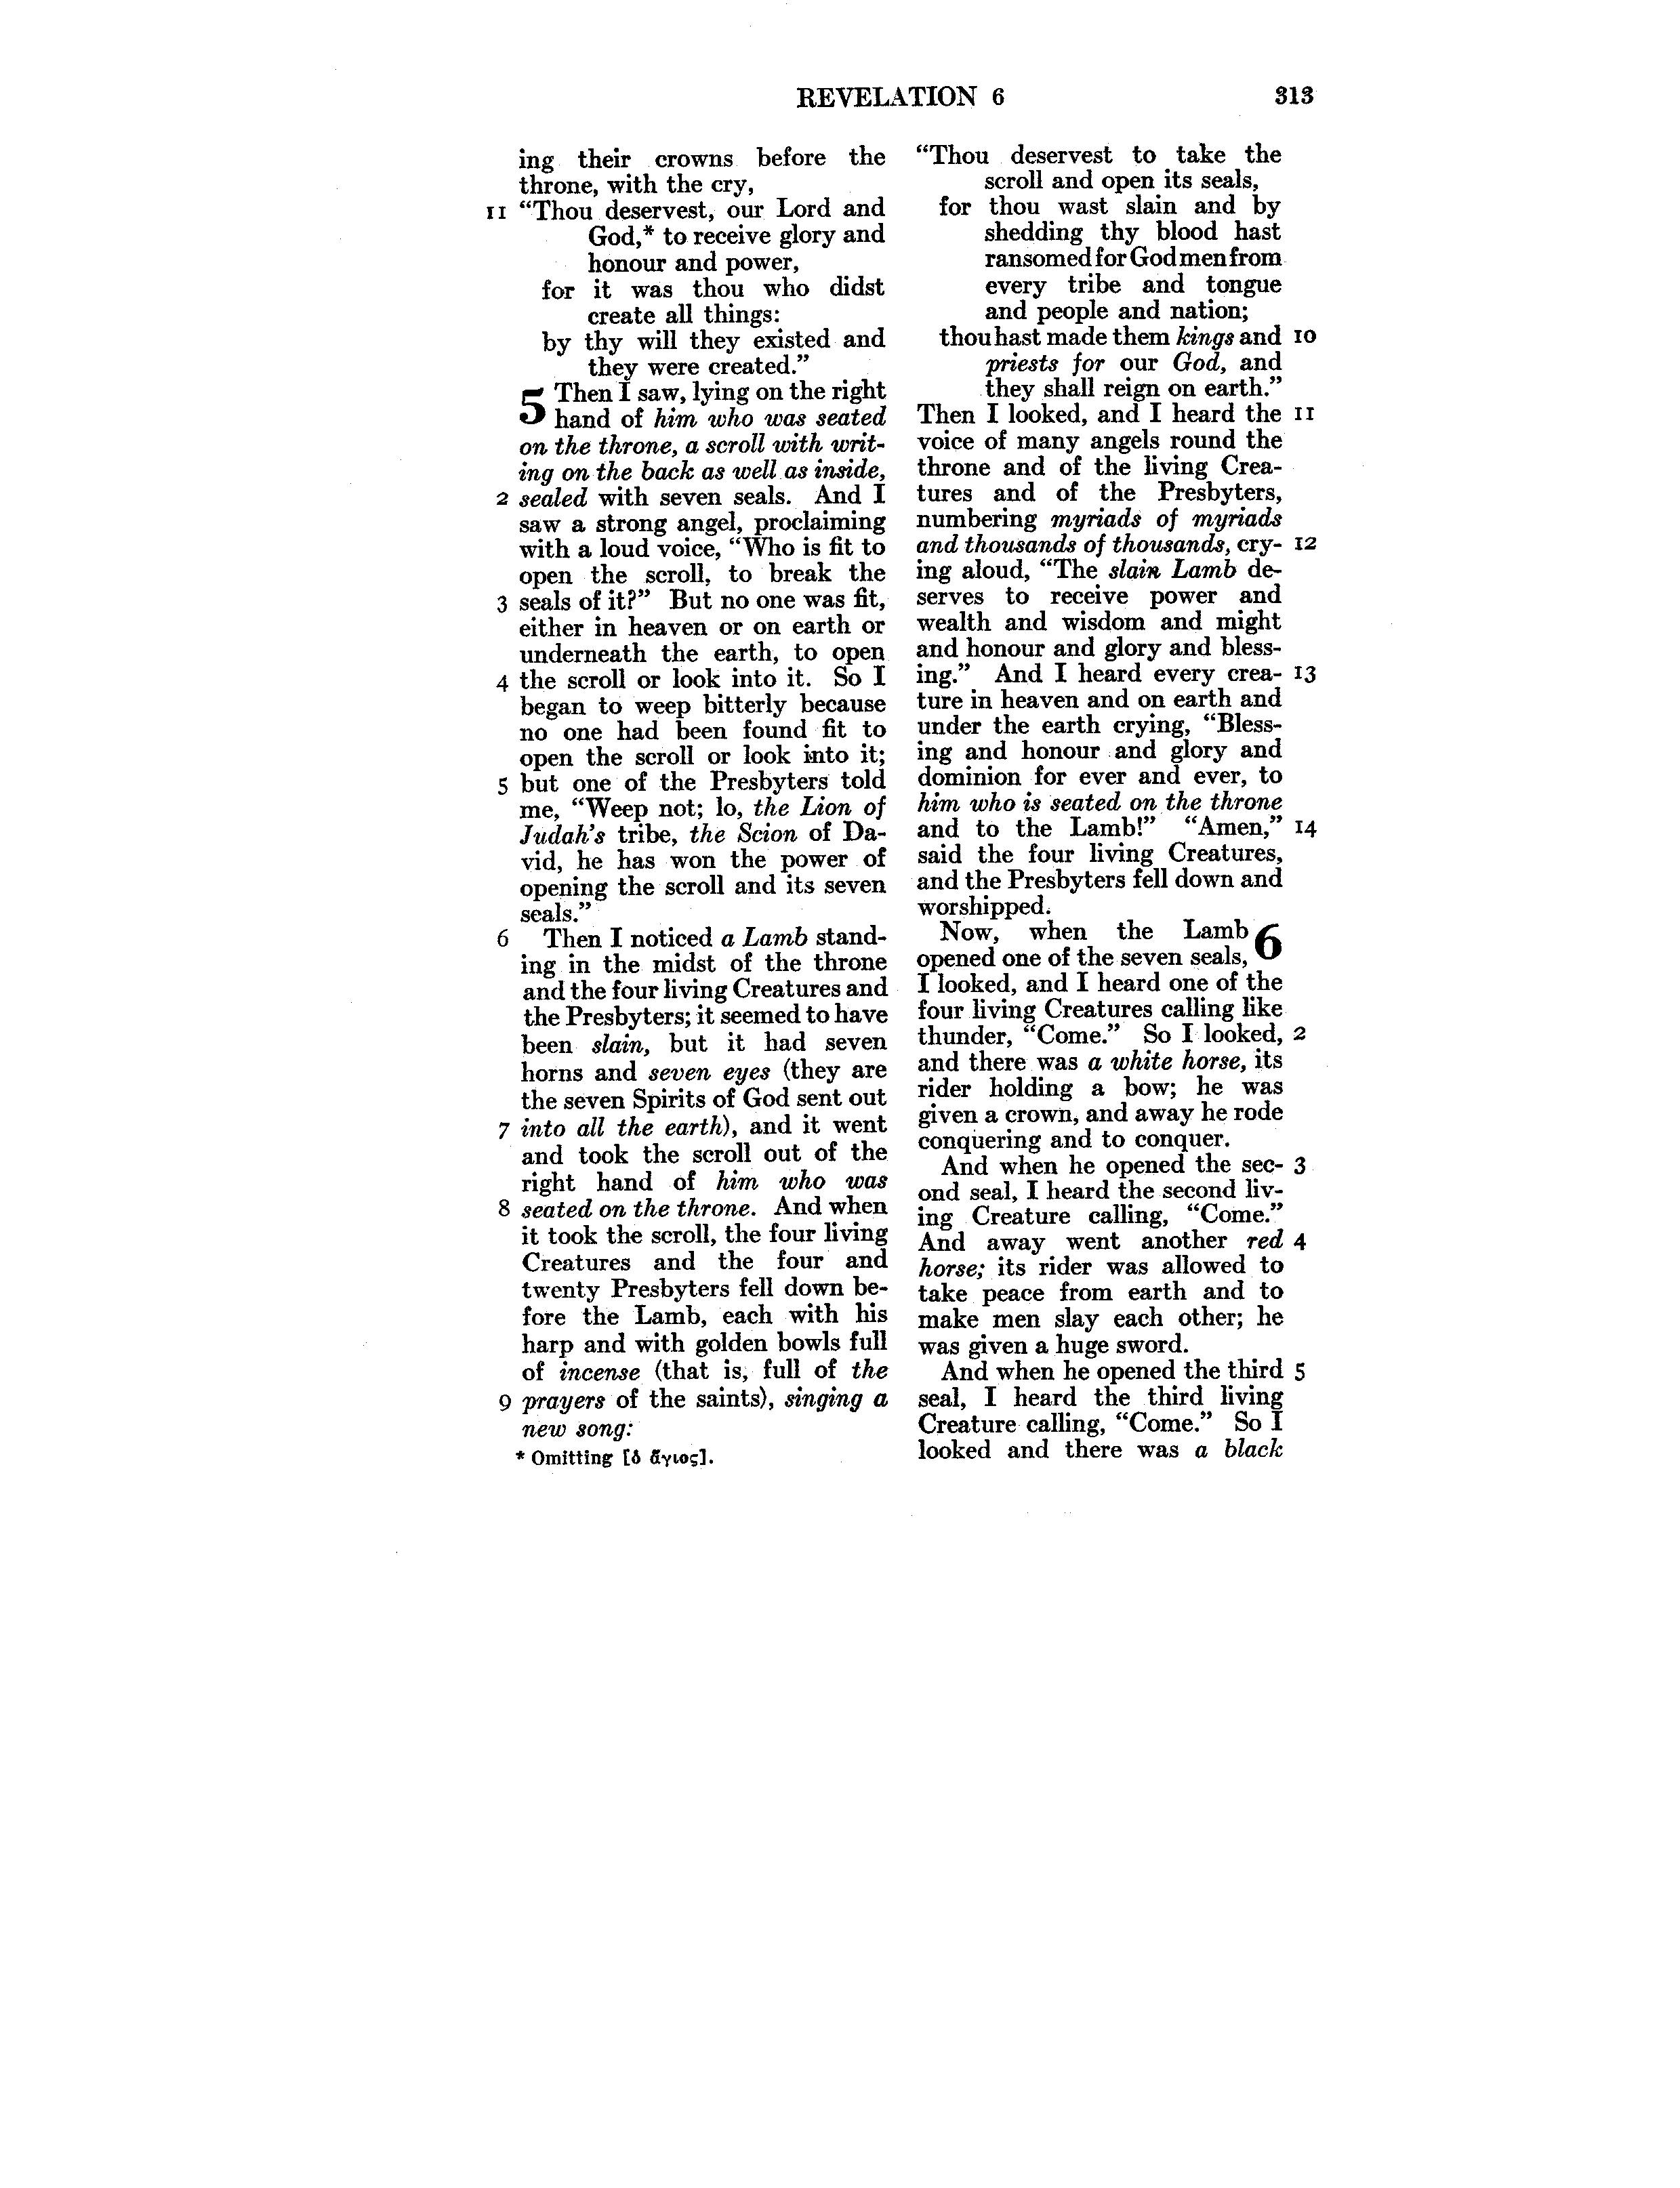 REVELATION 6 313
ing their crowns before the
throne, with the cry,
11 “Thou deservest, our Lord and
God,* to receive glory and
honour and power,
for it was thou who didst
create all things:
by thy will they existed and
they were created.”
5 Then I saw, lying on the right
hand of him who was seated
on the throne, a scroll with writ-
ing on the back as well as inside,
2 sealed with seven seals. And I
saw a strong angel, proclaiming
with a loud voice, “Who is fit to
open the scroll, to break the
3 seals of it?” But no one was fit,
either in heaven or on earth or
underneath the earth, to open
4 the scroll or look into it. So I
began to weep bitterly because
no one had been found fit to
open the scroll or look into it;
5 but one of the Presbyters told
me, “Weep not; lo, the Lion of
Judah's tribe, the Scion of Da-
vid, he has won the power of
opening the scroll and its seven
seals.”
6 Then I noticed a Lamb stand-
ing in the midst of the throne
and the four living Creatures and
the Presbyters; it seemed to have
been slain, but it had seven
horns and seven eyes (they are
the seven Spirits of God sent out
7 into all the earth), and it went
and took the scroll out of the
right hand of him who was
8 seated on the throne. And when
it took the scroll, the four living
Creatures and the four and
twenty Presbyters fell down be-
fore the Lamb, each with his
harp and with golden bowls full
of incense (that is, full of the
9 prayers of the saints), singing a
new song:
* Omitting [ὁ ἅγιος].
“Thou deservest to take the
scroll and open its seals,
for thou wast slain and by
shedding thy blood hast
ransomed for God men from
every tribe and tongue
and people and nation;
thou hast made them kings and 10
priests for our God, and
they shall reign on earth.”
Then I looked, and I heard the 11
voice of many angels round the
throne and of the living Crea-
tures and of the Presbyters,
numbering myriads of myriads
and thousands of thousands, cry- 12
ing aloud, “The slain Lamb de-
serves to receive power and
wealth and wisdom and might
and honour and glory and bless-
ing.” And I heard every crea- 13
ture in heaven and on earth and
under the earth crying, “Bless-
ing and honour and glory and
dominion for ever and ever, to
him who is seated on the throne
and to the Lamb!” “Amen,” 14
said the four living Creatures,
and the Presbyters fell down and
worshipped.
Now, when the Lamb 6
opened one of the seven seals,
I looked, and I heard one of the
four living Creatures calling like
thunder, “Come.” So I looked, 2
and there was a white horse, its
rider holding a bow; he was
given a crown, and away he rode
conquering and to conquer.
And when he opened the sec- 3
ond seal, I heard the second liv-
ing Creature calling, “Come.”
And away went another red 4
horse; its rider was allowed to
take peace from earth and to
make men slay each other; he
was given a huge sword.
And when he opened the third 5
seal, I heard the third living
Creature calling, “Come.” So I
looked and there was a black